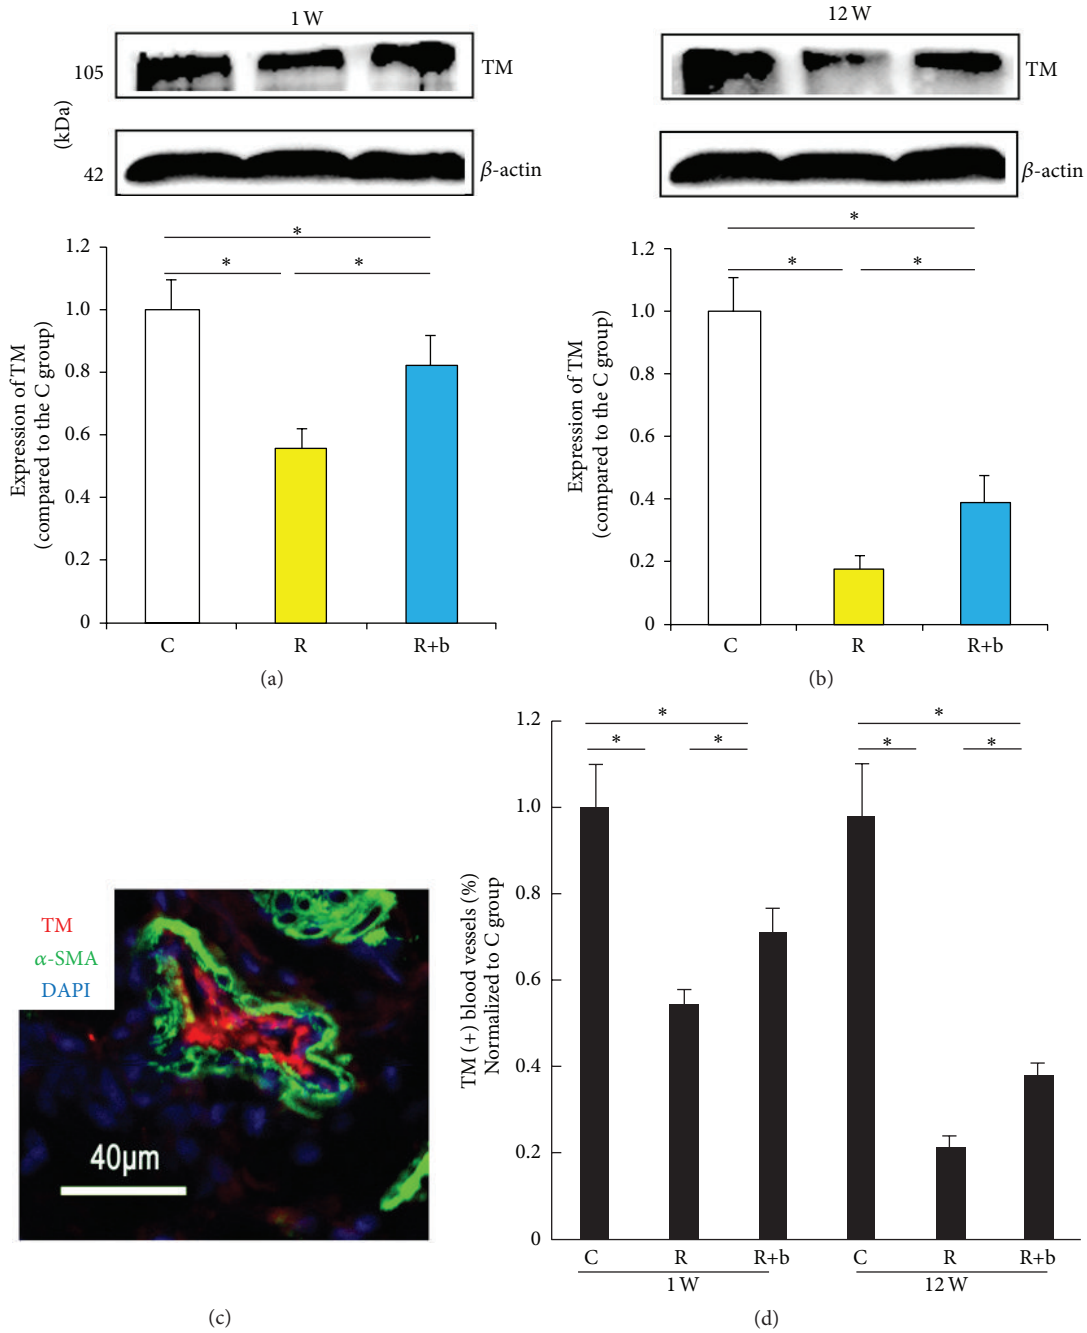 1 W
105
TM
(kDa)
42
β-actin
* * *
1.2
1.0
0.8
0.6
0.4
0.2
0
Expression of TM
(compared to the C group)
C R R+b
(a)
12 W
TM
β-actin
* * *
1.2
1.0
0.8
0.6
0.4
0.2
0
Expression of TM
(compared to the C group)
C R R+b
(b)
TM
α-SMA
DAPI
40μm
(c)
* * * * * *
1.2
1.0
0.8
0.6
0.4
0.2
0
TM (+) blood vessels (%)
Normalized to C group
C R R+b C R R+b
1 W 12 W
(d)